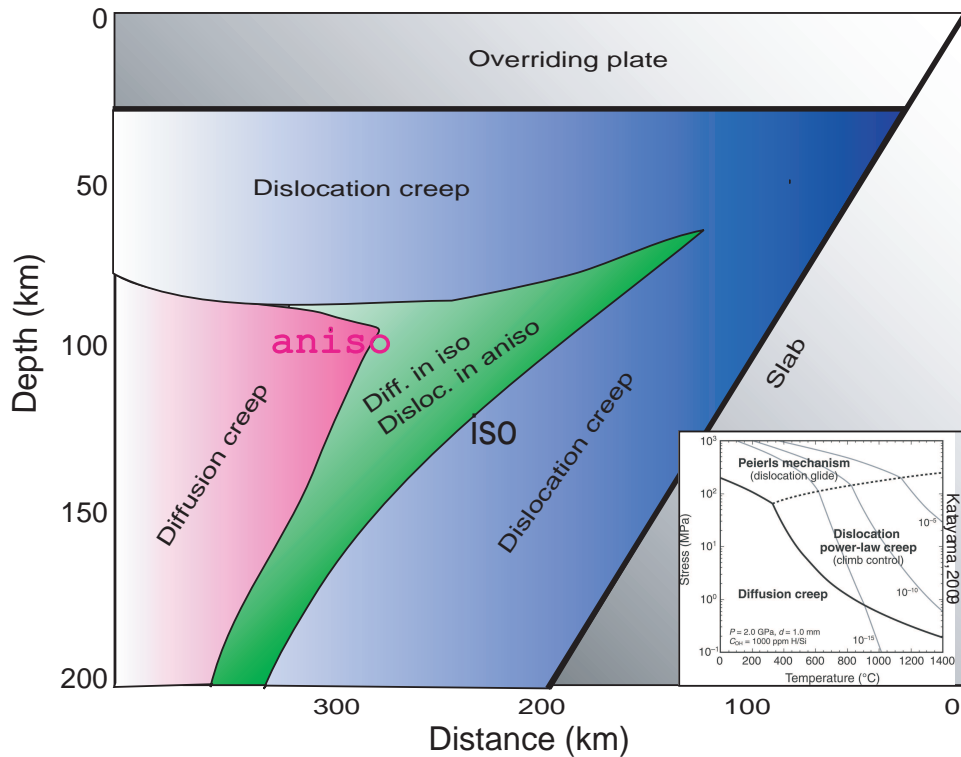 0
Overriding plate
50
Dislocation creep
Depth (km)
100
aniso
Diff. in iso
Disloc. in aniso
iso
Slab
Diffusion creep
Dislocation creep
150
200
300
200
100
0
Distance (km)
10³
Peierls mechanism
(dislocation glide)
10²
10⁻⁵
Dislocation
power-law creep
(climb control)
Stress (MPa)
10¹
10⁻¹⁰
Diffusion creep
10⁰
10⁻¹⁵
P = 2.0 GPa, d = 1.0 mm
C_OH = 1000 ppm H/Si
10⁻¹
0 200 400 600 800 1000 1200 1400
Temperature (°C)
Katayama, 2009